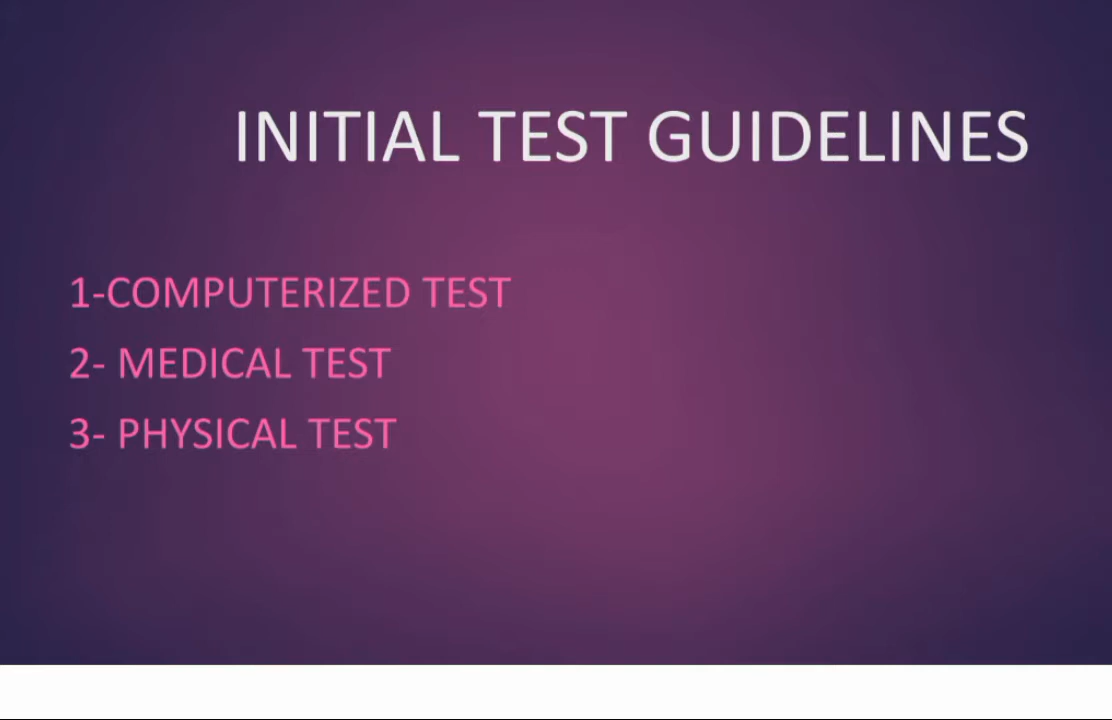 INITIAL TEST GUIDELINES
1-COMPUTERIZED TEST
2- MEDICAL TEST
3- PHYSICAL TEST